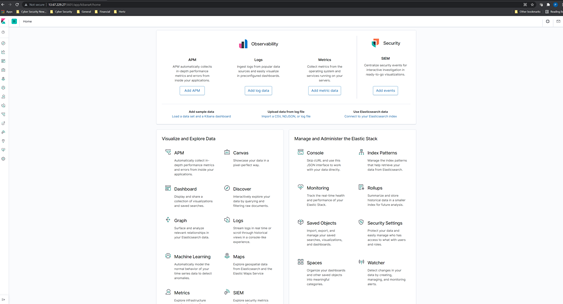 Not secure
Apps
Cyber Security
General
Financial
News
Other bookmarks
Reading list
Home
Observability
Security
APM
APM automatically collects in-depth performance metrics and errors from inside your applications.
Add APM
Logs
Ingest logs from popular data sources and easily visualize in preconfigured dashboards.
Add log data
Metrics
Collect metrics from the operating system and services running on your servers.
Add metric data
SIEM
Centralize security events for interactive investigation in ready-to-go visualizations.
Add events
Add sample data
Load a data set and a Kibana dashboard
Upload data from log file
Import a CSV, NDJSON, or log file
Use Elasticsearch data
Connect to your Elasticsearch index
Visualize and Explore Data
APM
Automatically collect in-depth performance metrics and errors from inside your applications.
Canvas
Showcase your data in a pixel-perfect way.
Dashboard
Display and share a collection of visualizations and saved searches.
Discover
Interactively explore your data by querying and filtering raw documents.
Graph
Surface and analyze relevant relationships in your Elasticsearch data.
Logs
Stream logs in real time or scroll through historical views in a console-like experience.
Machine Learning
Automatically model the normal behavior of your time series data to detect anomalies.
Maps
Explore geospatial data from Elasticsearch and the Elastic Maps Service
Metrics
Explore infrastructure
SIEM
Explore security metrics
Manage and Administer the Elastic Stack
Console
Skip cURL and use this JSON interface to work with your data directly.
Index Patterns
Manage the index patterns that help retrieve your data from Elasticsearch.
Monitoring
Track the real-time health and performance of your Elastic Stack.
Rollups
Summarize and store historical data in a smaller index for future analysis.
Saved Objects
Import, export, and manage your saved searches, visualizations, and dashboards.
Security Settings
Protect your data and easily manage who has access to what with users and roles.
Spaces
Organize your dashboards and other saved objects into meaningful categories.
Watcher
Detect changes in your data by creating, managing, and monitoring alerts.